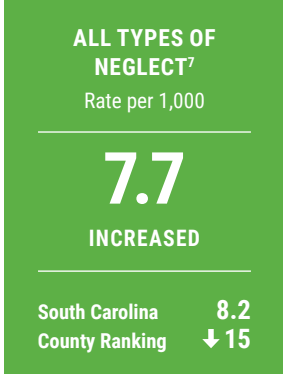 ALL TYPES OF
NEGLECT⁷
Rate per 1,000
7.7
INCREASED
South Carolina 8.2
County Ranking ↓ 15